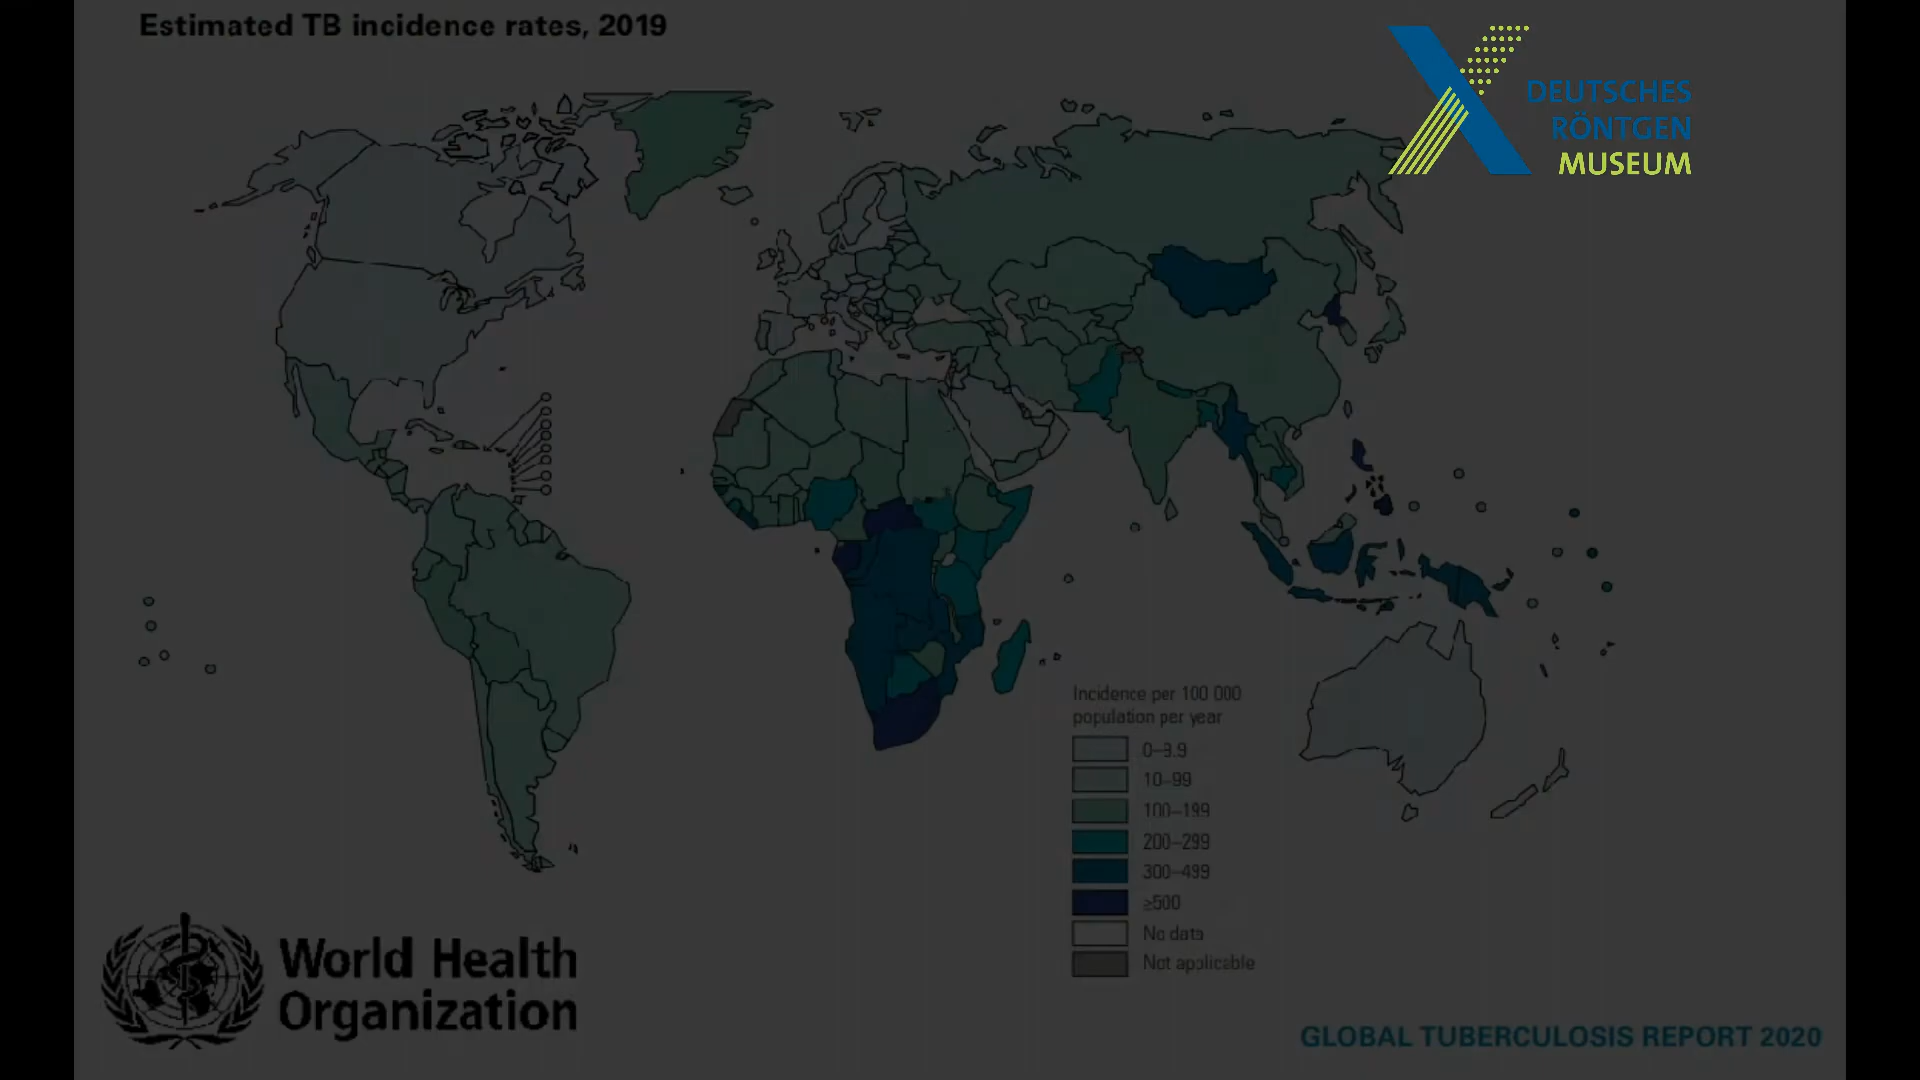 Estimated TB incidence rates, 2019
DEUTSCHES
RÖNTGEN
MUSEUM
Incidence per 100 000
population per year
0–9.9
10–99
100–199
200–299
300–499
≥500
No data
Not applicable
World Health
Organization
GLOBAL TUBERCULOSIS REPORT 2020